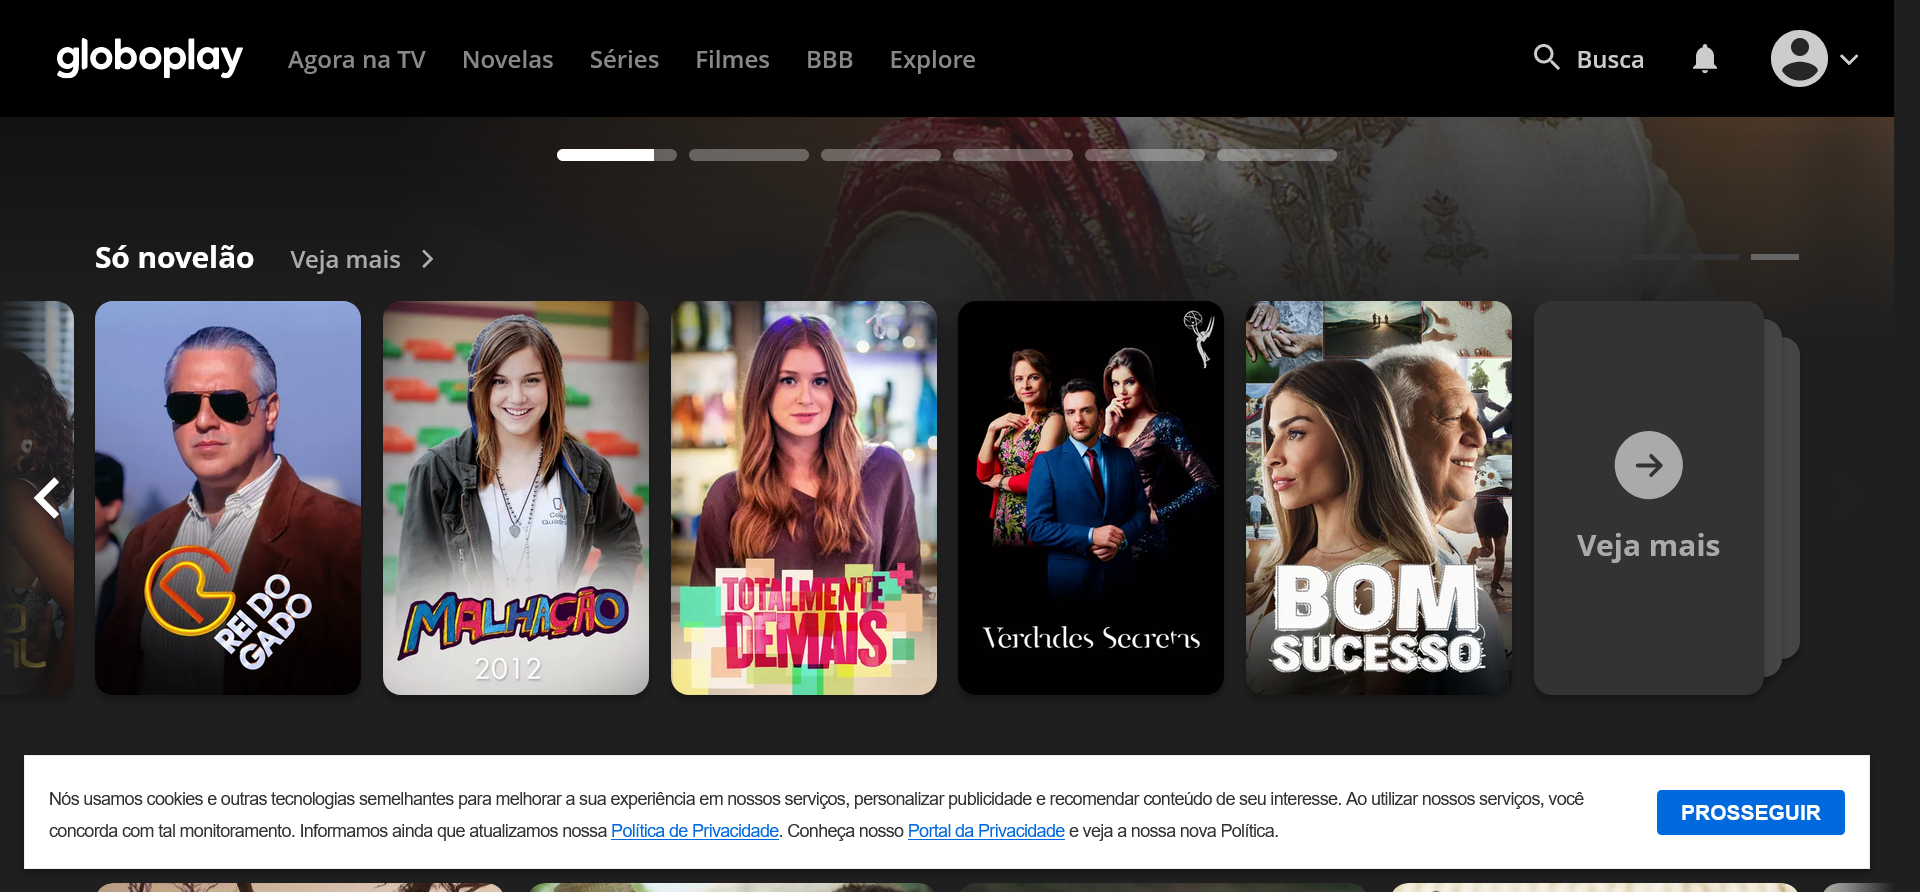 globoplay
Agora na TV
Novelas
Séries
Filmes
BBB
Explore
Busca
Só novelão
Veja mais
REI DO
GADO
MALHAÇÃO
2012
TOTALMENTE
DEMAIS
Verdades Secretas
BOM
SUCESSO
Veja mais
Nós usamos cookies e outras tecnologias semelhantes para melhorar a sua experiência em nossos serviços, personalizar publicidade e recomendar conteúdo de seu interesse. Ao utilizar nossos serviços, você
concorda com tal monitoramento. Informamos ainda que atualizamos nossa Política de Privacidade. Conheça nosso Portal da Privacidade e veja a nossa nova Política.
PROSSEGUIR